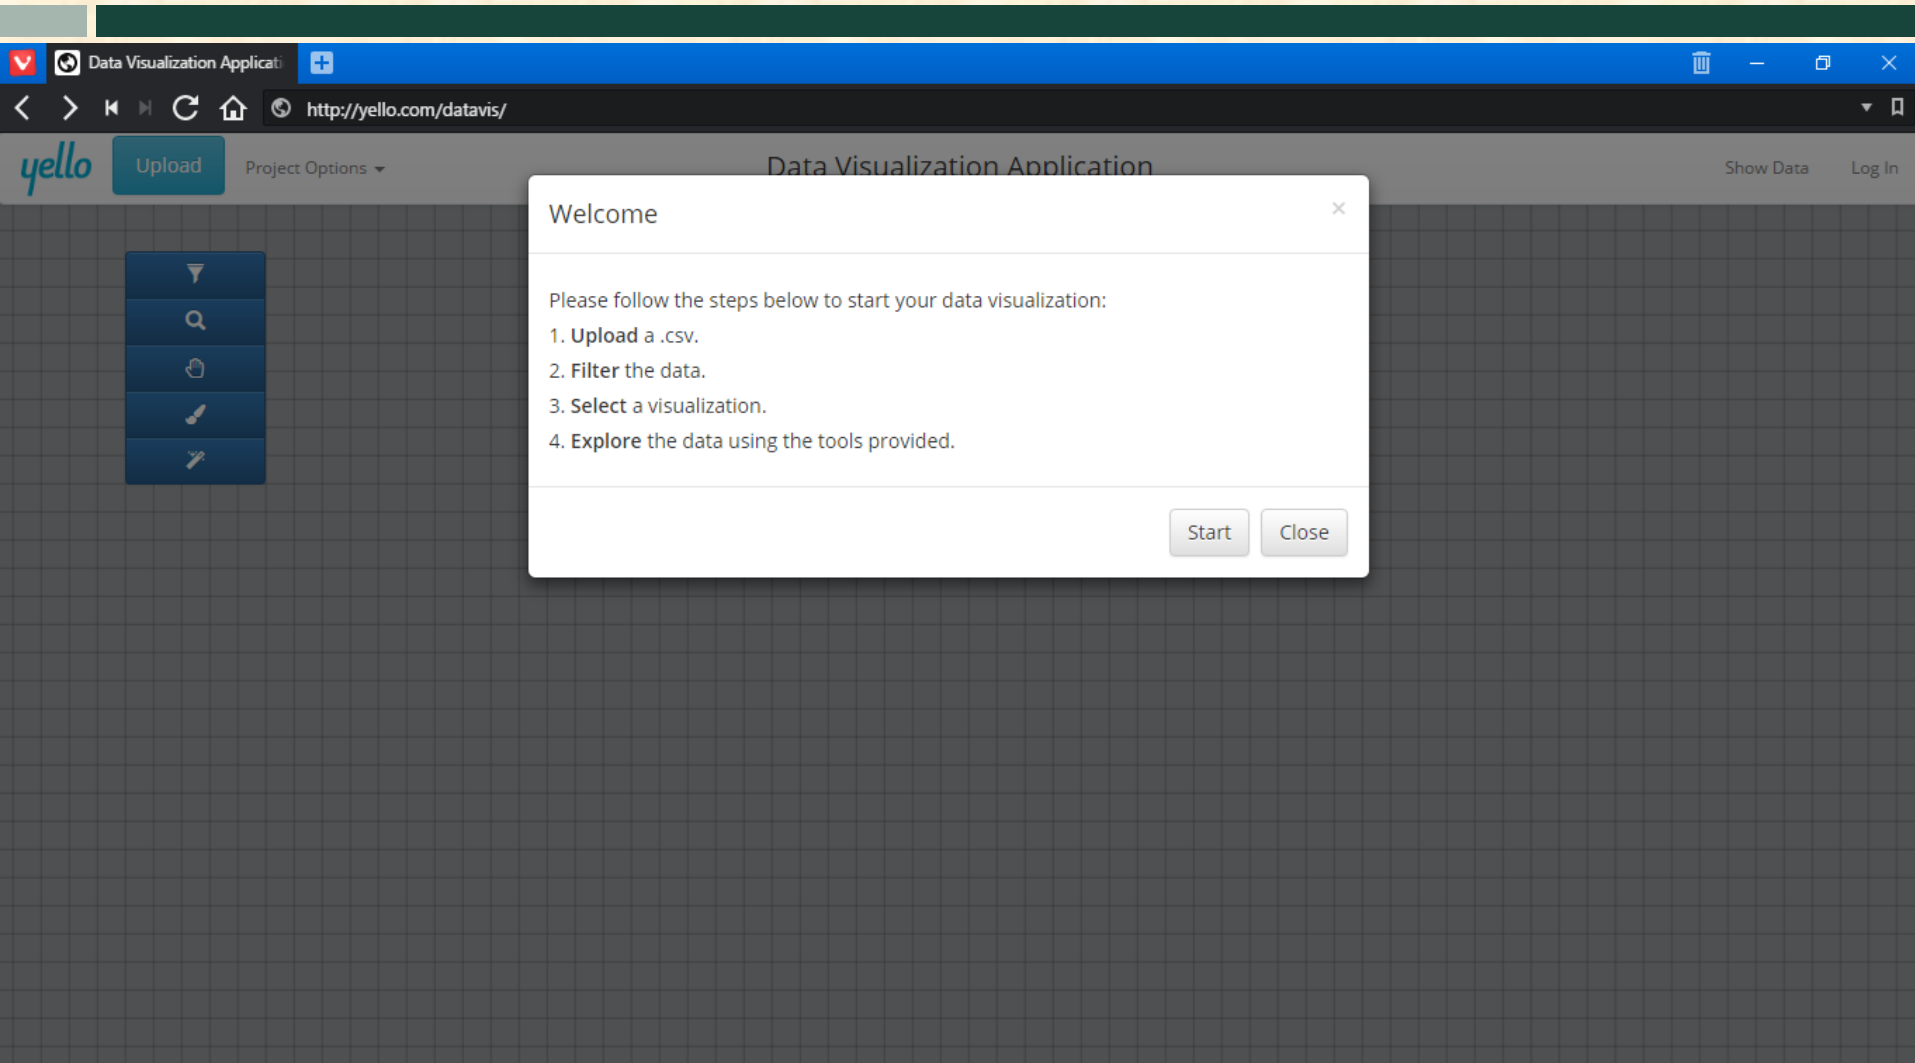 Data Visualization Applicati
http://yello.com/datavis/
yello
Upload
Project Options
Data Visualization Application
Show Data
Log In
Welcome
×
Please follow the steps below to start your data visualization:
1. Upload a .csv.
2. Filter the data.
3. Select a visualization.
4. Explore the data using the tools provided.
Start
Close